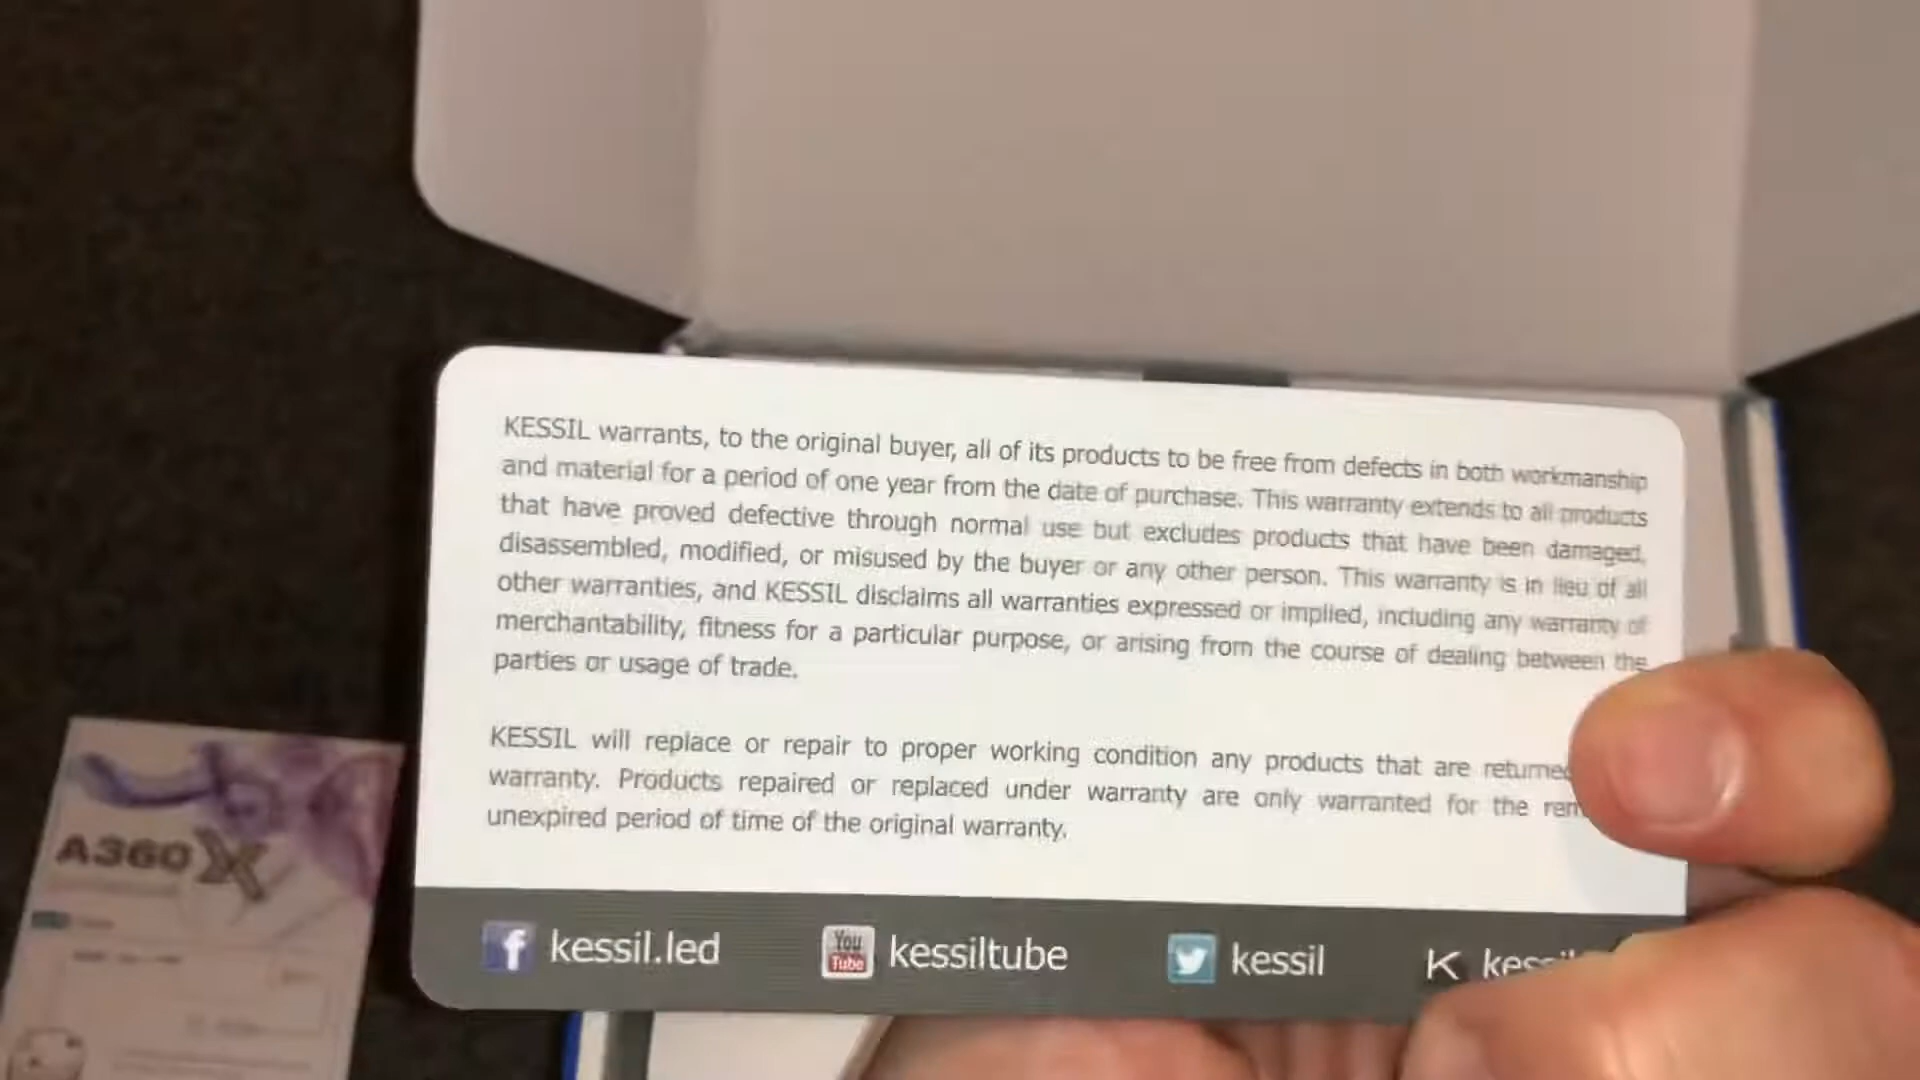 KESSIL warrants, to the original buyer, all of its products to be free from defects in both workmanship
and material for a period of one year from the date of purchase. This warranty extends to all products
that have proved defective through normal use but excludes products that have been damaged,
disassembled, modified, or misused by the buyer or any other person. This warranty is in lieu of all
other warranties, and KESSIL disclaims all warranties expressed or implied, including any warranty of
merchantability, fitness for a particular purpose, or arising from the course of dealing between the
parties or usage of trade.
KESSIL will replace or repair to proper working condition any products that are returned
warranty. Products repaired or replaced under warranty are only warranted for the
unexpired period of time of the original warranty.
f kessil.led
You Tube kessiltube
kessil
K
A360X